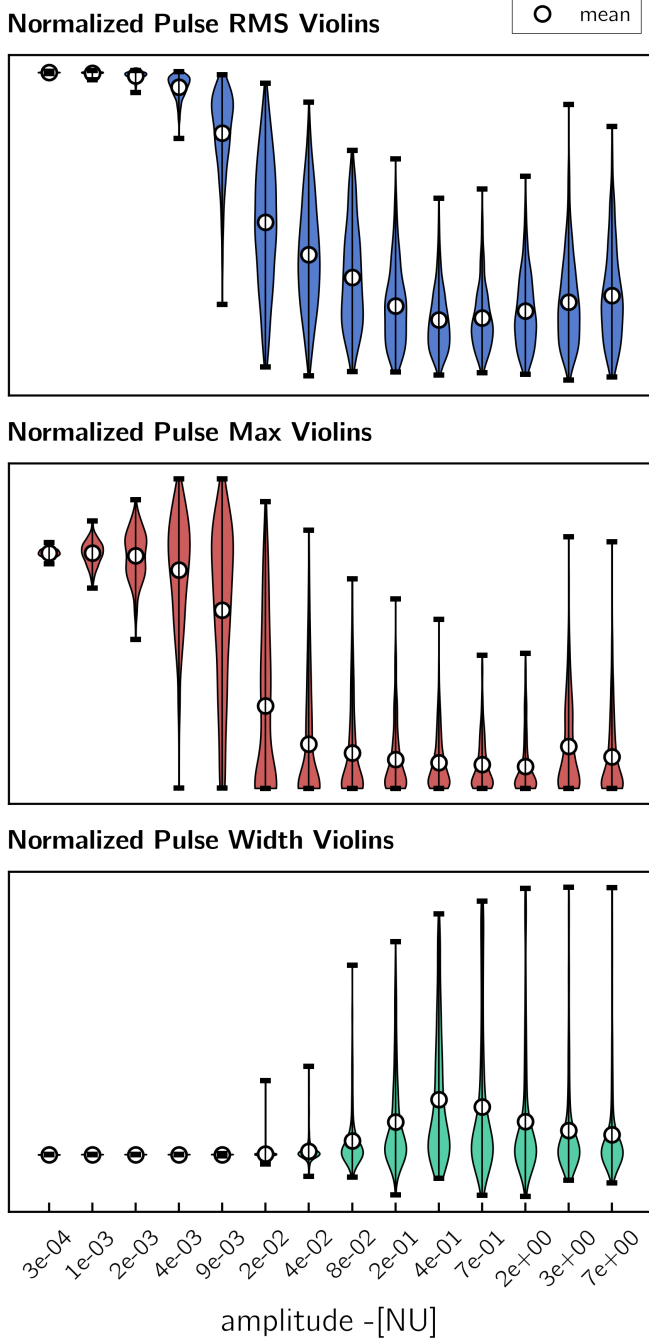 Normalized Pulse RMS Violins
mean
Normalized Pulse Max Violins
Normalized Pulse Width Violins
3e-04 1e-03 2e-03 4e-03 9e-03 2e-02 4e-02 8e-02 2e-01 4e-01 7e-01 2e+00 3e+00 7e+00
amplitude -[NU]